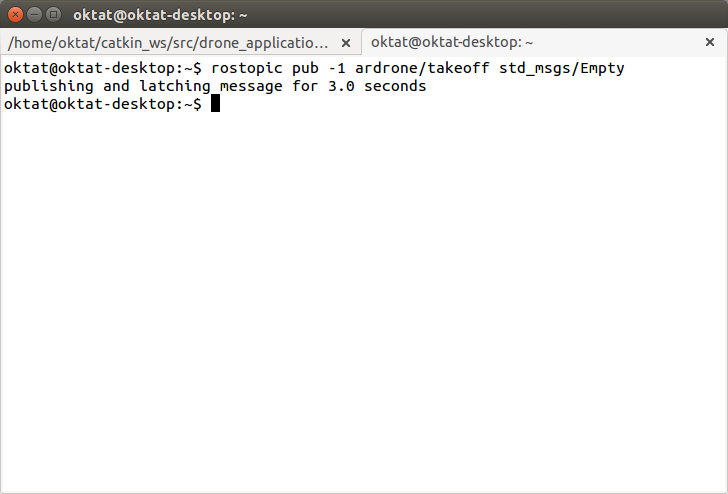 oktat@oktat-desktop: ~
/home/oktat/catkin_ws/src/drone_applicatio... ×
oktat@oktat-desktop: ~ ×
oktat@oktat-desktop:~$ rostopic pub -1 ardrone/takeoff std_msgs/Empty
publishing and latching message for 3.0 seconds
oktat@oktat-desktop:~$